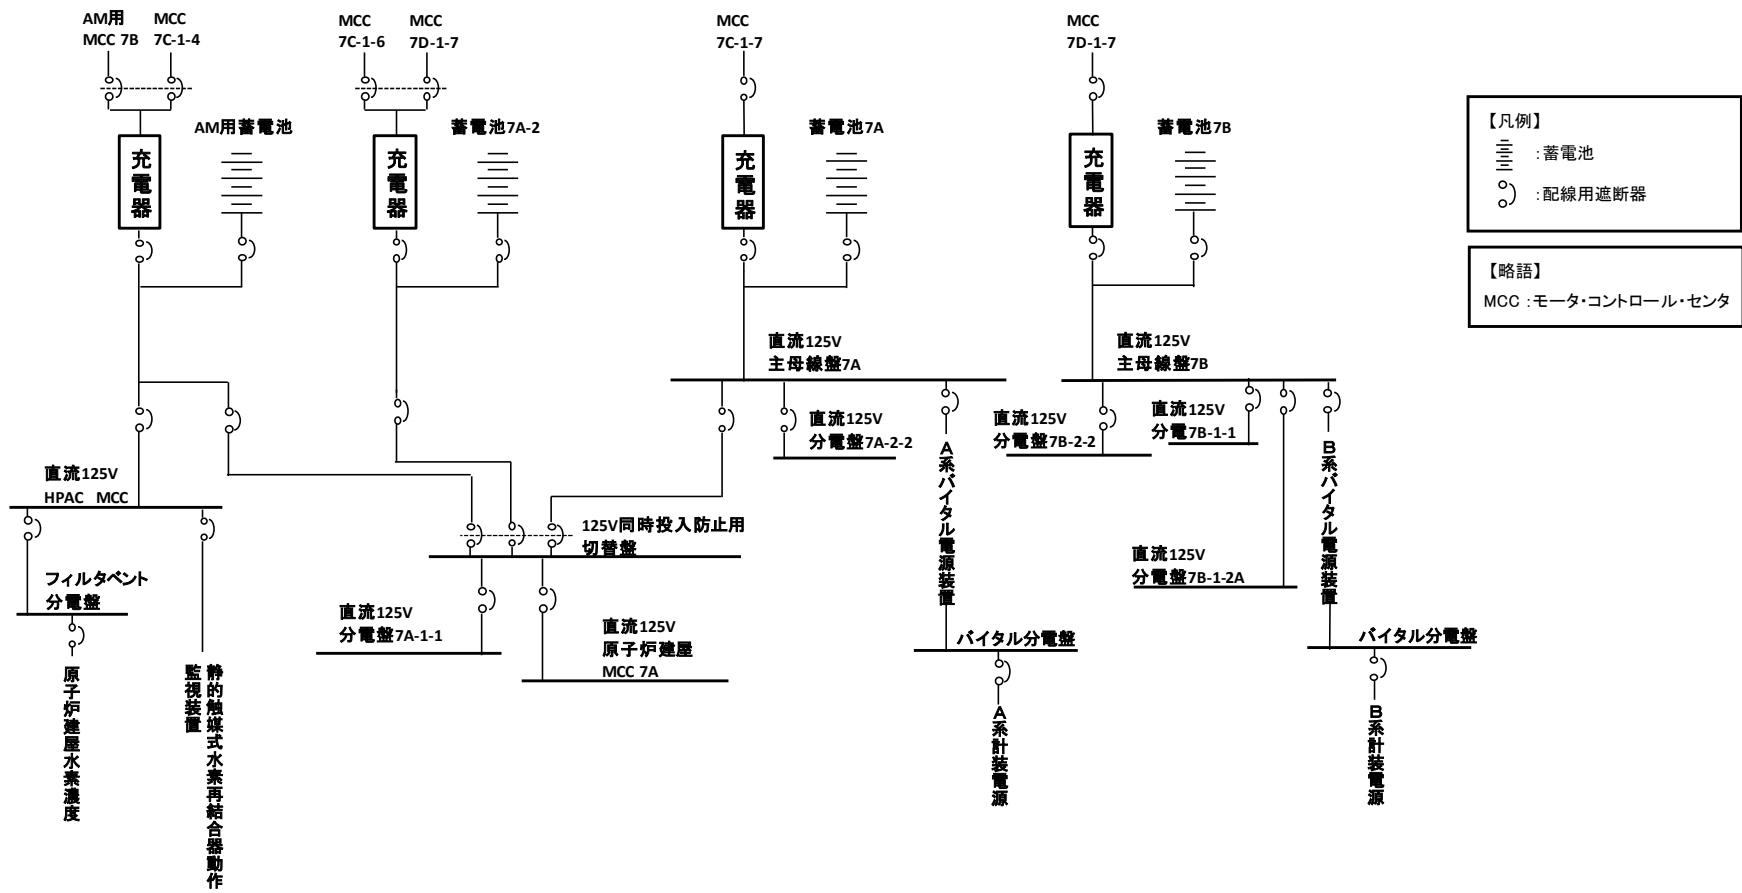 AM用
MCC 7B
MCC
7C-1-4
MCC
7C-1-6
MCC
7D-1-7
MCC
7C-1-7
MCC
7D-1-7
AM用蓄電池
蓄電池7A-2
蓄電池7A
蓄電池7B
充電器
充電器
充電器
充電器
【凡例】
：蓄電池
：配線用遮断器
【略語】
MCC ：モータ・コントロール・センタ
直流125V
主母線盤7A
直流125V
主母線盤7B
直流125V
分電盤7A-2-2
直流125V
分電盤7B-2-2
直流125V
分電7B-1-1
A系バイタル電源装置
B系バイタル電源装置
直流125V
HPAC MCC
125V同時投入防止用
切替盤
直流125V
分電盤7B-1-2A
フィルタベント
分電盤
直流125V
分電盤7A-1-1
直流125V
原子炉建屋
MCC 7A
バイタル分電盤
バイタル分電盤
原子炉建屋水素濃度
静的触媒式水素再結合器動作
監視装置
A系計装電源
B系計装電源